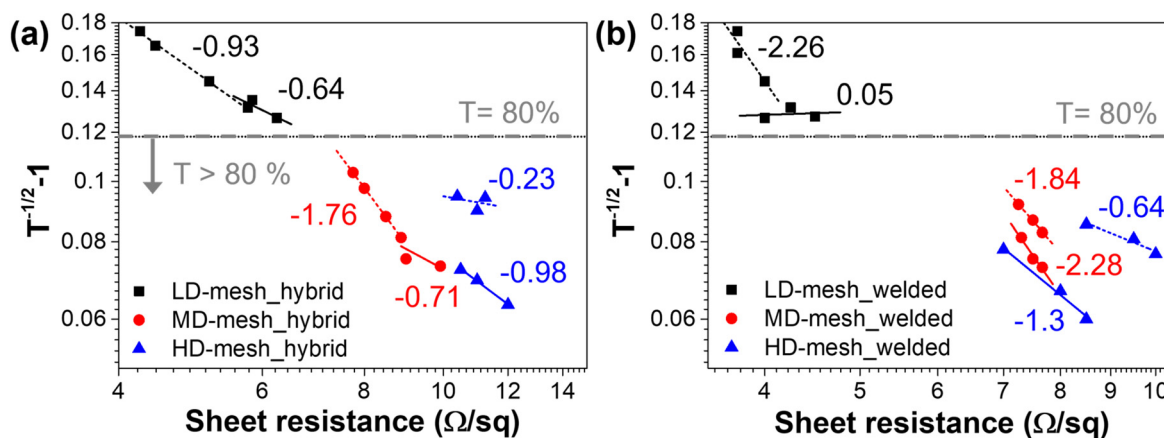 (a)
0.18
0.16
0.14
0.12
0.1
0.08
0.06
T^-1/2-1
-0.93
-0.64
T= 80%
T > 80 %
-0.23
-1.76
-0.98
-0.71
LD-mesh_hybrid
MD-mesh_hybrid
HD-mesh_hybrid
4 6 8 10 12 14
Sheet resistance (Ω/sq)
(b)
0.18
0.16
0.14
0.12
0.1
0.08
0.06
T^-1/2-1
-2.26
0.05
T= 80%
-1.84
-0.64
-2.28
-1.3
LD-mesh_welded
MD-mesh_welded
HD-mesh_welded
4 5 6 7 8 9 10
Sheet resistance (Ω/sq)